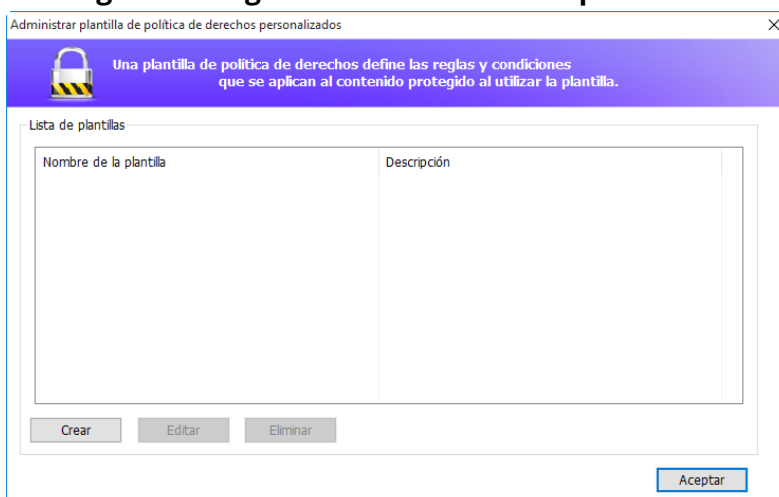 Administrar plantilla de política de derechos personalizados
Una plantilla de política de derechos define las reglas y condiciones
que se aplican al contenido protegido al utilizar la plantilla.
Lista de plantillas
Nombre de la plantilla Descripción
Crear Editar Eliminar
Aceptar